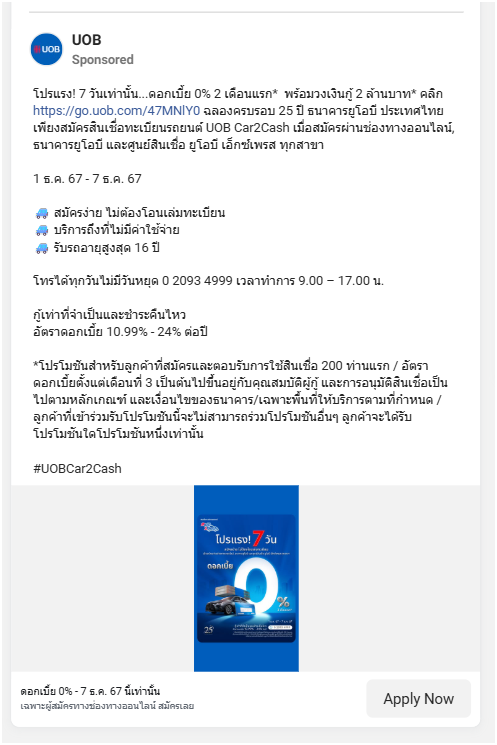 UOB
UOB
Sponsored
โปรแรง! 7 วันเท่านั้น...ดอกเบี้ย 0% 2 เดือนแรก* พร้อมวงเงินกู้ 2 ล้านบาท* คลิก
https://go.uob.com/47MNlY0 ฉลองครบรอบ 25 ปี ธนาคารยูโอบี ประเทศไทย
เพียงสมัครสินเชื่อทะเบียนรถยนต์ UOB Car2Cash เมื่อสมัครผ่านช่องทางออนไลน์,
ธนาคารยูโอบี และศูนย์สินเชื่อ ยูโอบี เอ็กซ์เพรส ทุกสาขา
1 ธ.ค. 67 - 7 ธ.ค. 67
สมัครง่าย ไม่ต้องโอนเล่มทะเบียน
บริการถึงที่ไม่มีค่าใช้จ่าย
รับรถอายุสูงสุด 16 ปี
โทรได้ทุกวันไม่มีวันหยุด 0 2093 4999 เวลาทำการ 9.00 – 17.00 น.
กู้เท่าที่จำเป็นและชำระคืนไหว
อัตราดอกเบี้ย 10.99% - 24% ต่อปี
*โปรโมชันสำหรับลูกค้าที่สมัครและตอบรับการใช้สินเชื่อ 200 ท่านแรก / อัตรา
ดอกเบี้ยตั้งแต่เดือนที่ 3 เป็นต้นไปขึ้นอยู่กับคุณสมบัติผู้กู้ และการอนุมัติสินเชื่อเป็น
ไปตามหลักเกณฑ์ และเงื่อนไขของธนาคาร/เฉพาะพื้นที่ให้บริการตามที่กำหนด /
ลูกค้าที่เข้าร่วมรับโปรโมชันนี้จะไม่สามารถร่วมโปรโมชันอื่นๆ ลูกค้าจะได้รับ
โปรโมชันใดโปรโมชันหนึ่งเท่านั้น
#UOBCar2Cash
โปรแรง! 7 วัน
ดอกเบี้ย
0%
25
ดอกเบี้ย 0% - 7 ธ.ค. 67 นี้เท่านั้น
เฉพาะผู้สมัครทางช่องทางออนไลน์ สมัครเลย
Apply Now